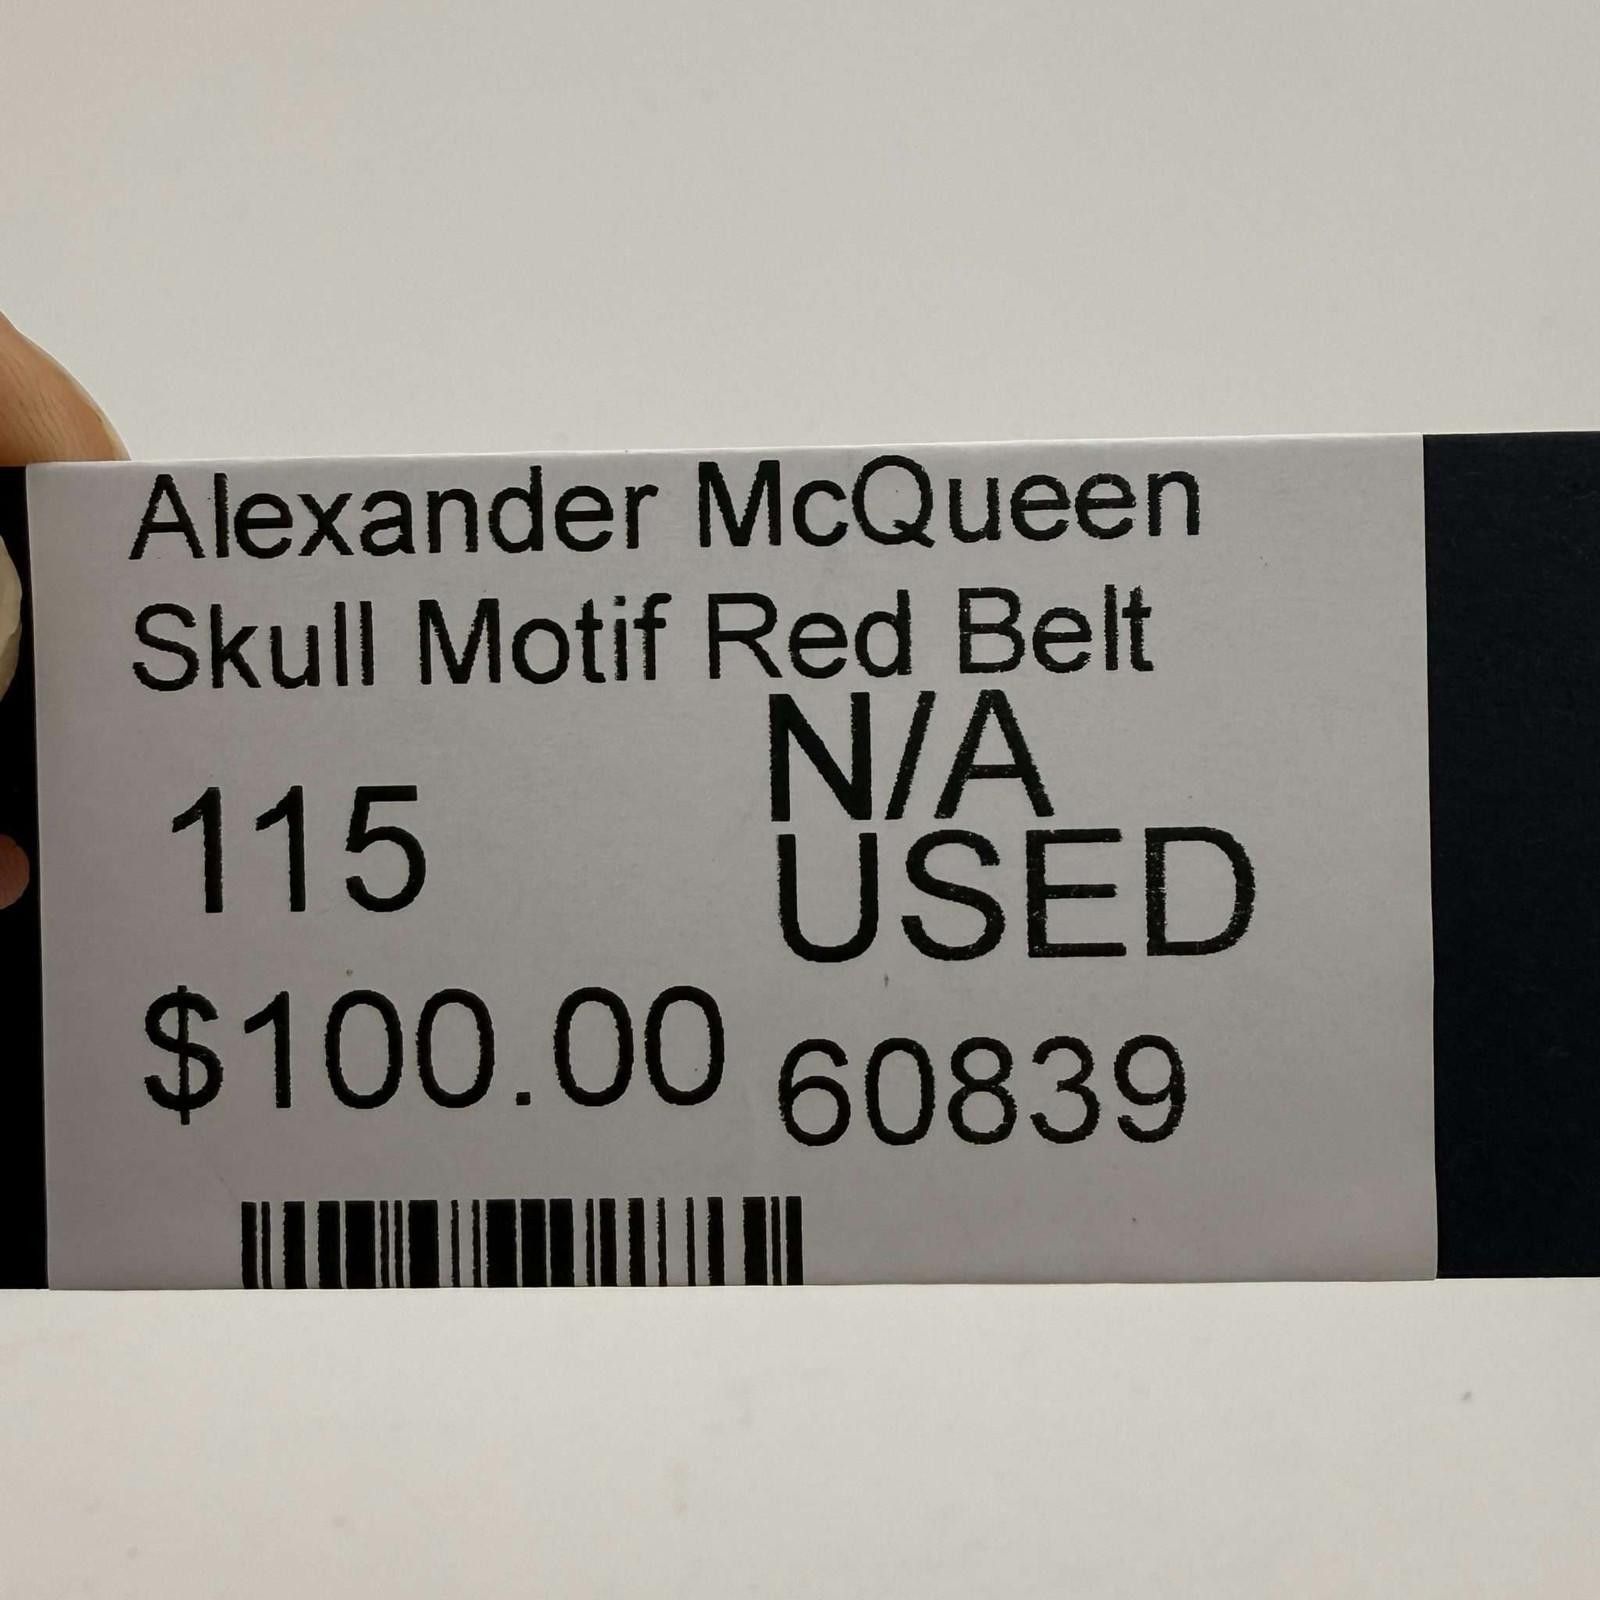 Alexander McQueen
Skull Motif Red Belt
N/A
115
USED
$100.00
60839